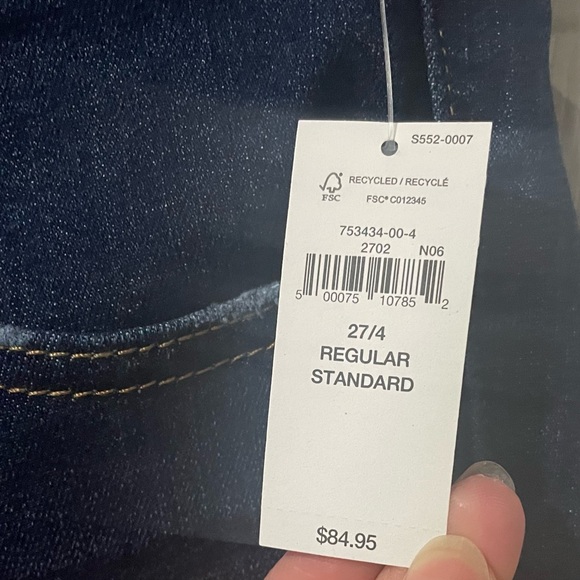 S552-0007
RECYCLED / RECYCLÉ
FSC
FSC® C012345
753434-00-4
2702 N06
5 00075 10785 2
27/4
REGULAR
STANDARD
$84.95